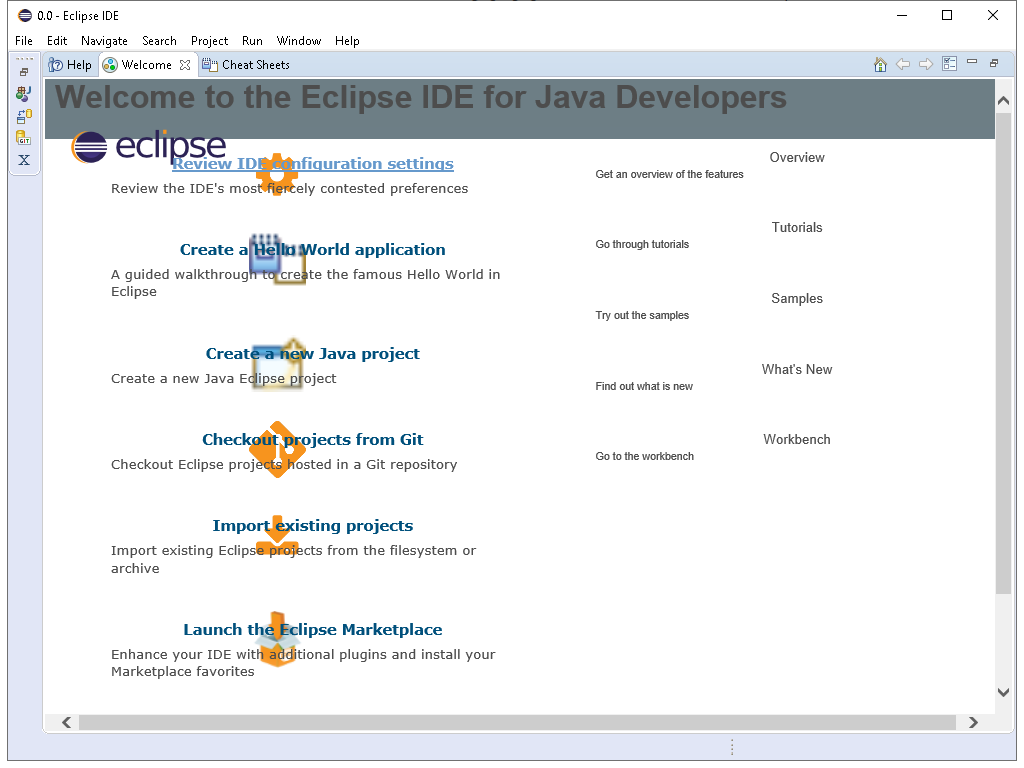 0.0 - Eclipse IDE
File Edit Navigate Search Project Run Window Help
Help Welcome Cheat Sheets
Welcome to the Eclipse IDE for Java Developers
eclipse
Review IDE configuration settings
Review the IDE's most fiercely contested preferences
Create a Hello World application
A guided walkthrough to create the famous Hello World in
Eclipse
Create a new Java project
Create a new Java Eclipse project
Checkout projects from Git
Checkout Eclipse projects hosted in a Git repository
Import existing projects
Import existing Eclipse projects from the filesystem or
archive
Launch the Eclipse Marketplace
Enhance your IDE with additional plugins and install your
Marketplace favorites
Overview
Get an overview of the features
Tutorials
Go through tutorials
Samples
Try out the samples
What's New
Find out what is new
Workbench
Go to the workbench
GIT